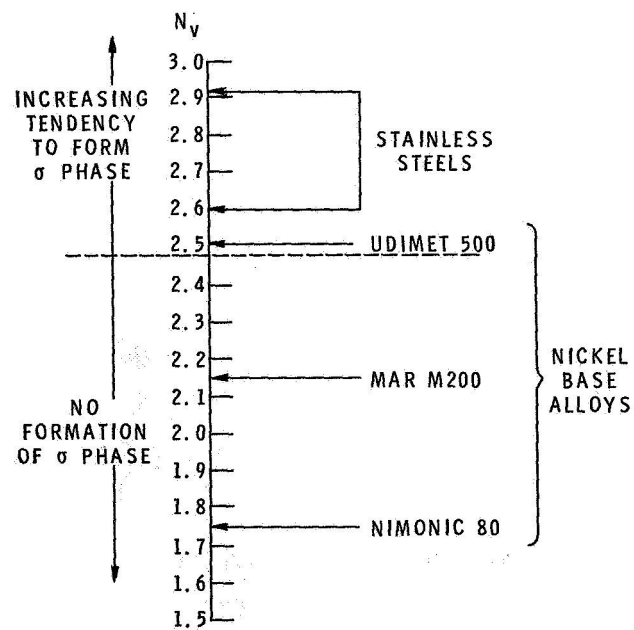 Nv
3.0
2.9
2.8
2.7
2.6
2.5
2.4
2.3
2.2
2.1
2.0
1.9
1.8
1.7
1.6
1.5
INCREASING
TENDENCY
TO FORM
σ PHASE
NO
FORMATION
OF σ PHASE
STAINLESS
STEELS
UDIMET 500
MAR M200
NIMONIC 80
NICKEL
BASE
ALLOYS